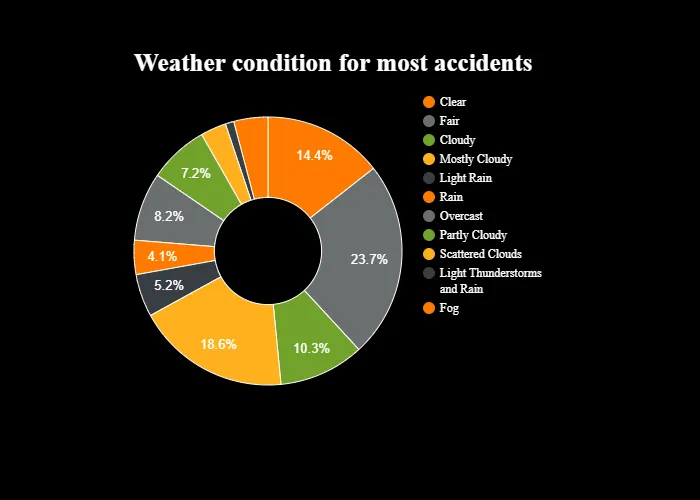 Weather condition for most accidents
Clear
Fair
Cloudy
Mostly Cloudy
Light Rain
Rain
Overcast
Partly Cloudy
Scattered Clouds
Light Thunderstorms
and Rain
Fog
14.4%
23.7%
10.3%
18.6%
5.2%
4.1%
8.2%
7.2%